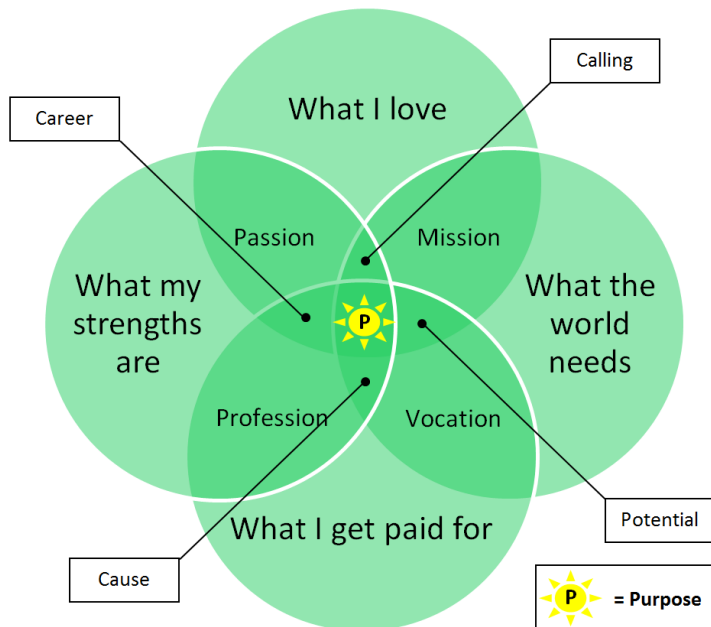 Calling
What I love
Career
Passion
Mission
What my
strengths
are
What the
world
needs
P
Profession
Vocation
What I get paid for
Potential
Cause
P = Purpose